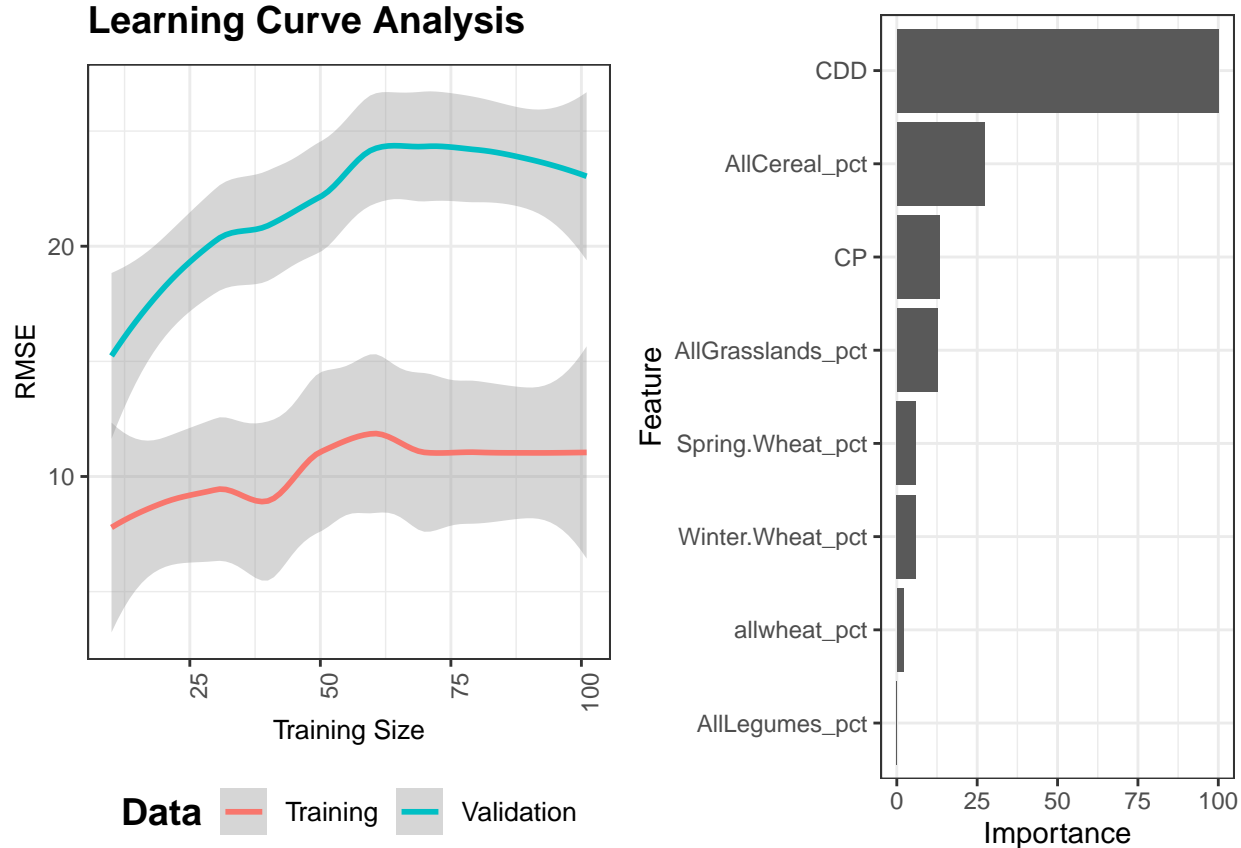 Learning Curve Analysis
RMSE
20
10
25
50
75
100
Training Size
Data
Training
Validation
Feature
CDD
AllCereal_pct
CP
AllGrasslands_pct
Spring.Wheat_pct
Winter.Wheat_pct
allwheat_pct
AllLegumes_pct
0 25 50 75 100
Importance